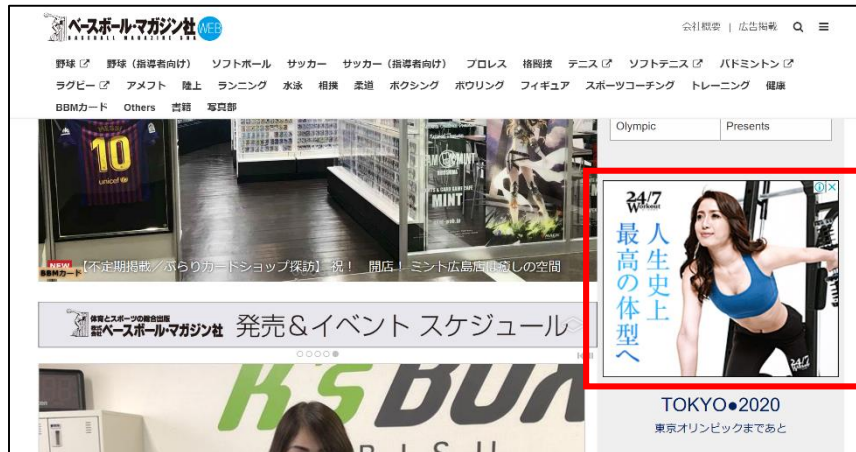 ベースボール・マガジン社 WEB
BASEBALL MAGAZINE SHA
会社概要 | 広告掲載
野球 野球（指導者向け） ソフトボール サッカー サッカー（指導者向け） プロレス 格闘技 テニス ソフトテニス バドミントン
ラグビー アメフト 陸上 ランニング 水泳 相撲 柔道 ボクシング ボウリング フィギュア スポーツコーチング トレーニング 健康
BBMカード Others 書籍 写真部
10
unicef
MINT
MINT
Olympic
Presents
NEW
BBMカード
【不定期掲載／ぶらりカードショップ探訪】 祝！ 開店！ミント広島店は癒しの空間
24/7
Workout
人生史上
最高の体型へ
24/7
体育とスポーツの総合出版
株式会社ベースボール・マガジン社 発売＆イベント スケジュール
K's BOX
TOKYO●2020
東京オリンピックまであと